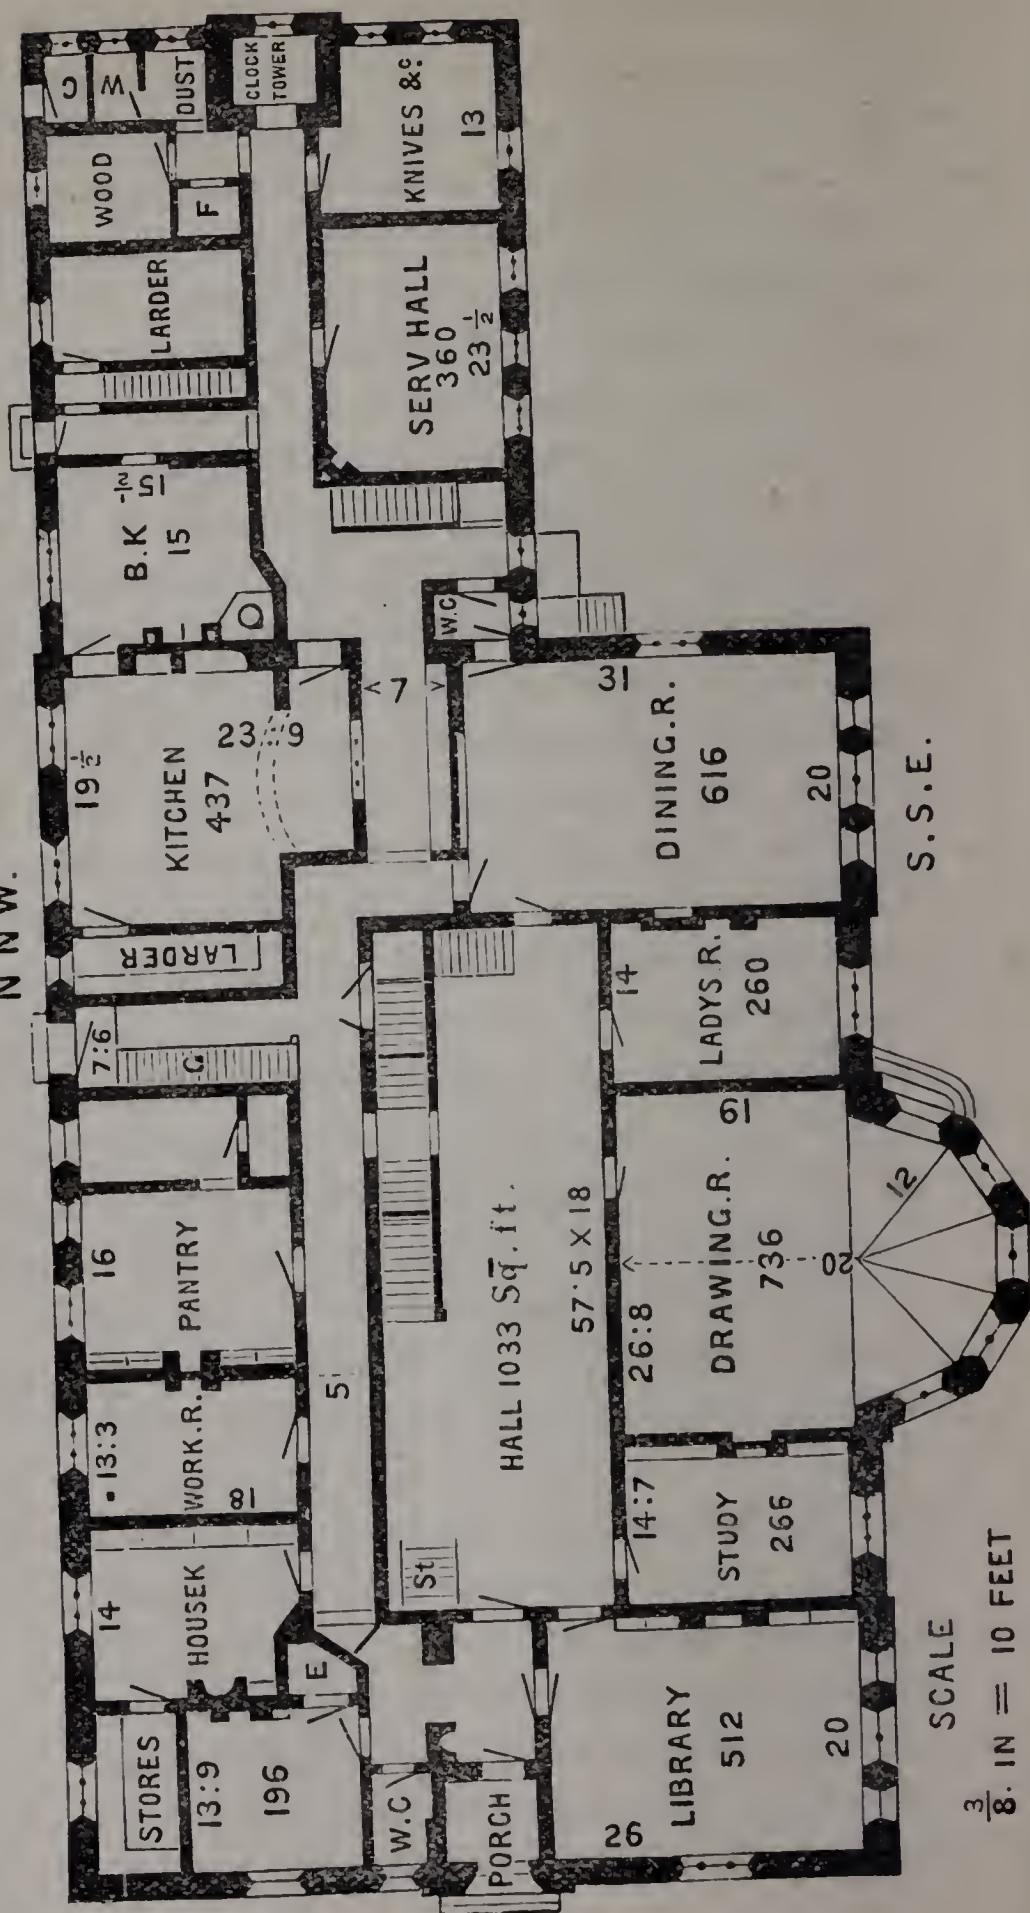 N N W.
C
W
DUST
CLOCK
TOWER
WOOD
F
KNIVES & c.
13
LARDER
SERV HALL
360
23 1/2
B.K
15
15 1/2
W.C
19 1/2
KITCHEN
437
23 : 9
7
31
DINING.R.
616
20
S.S.E.
LARDER
7:6
G
14
LADYS R.
260
16
PANTRY
HALL 1033 Sq. ft.
57·5 X 18
19
26:8
DRAWING.R.
736
20
12
13:3
WORK.R.
18
5
14
HOUSEK
St
14:7
STUDY
266
E
STORES
13:9
196
W.C
PORCH
26
LIBRARY
512
20
SCALE
3/8. IN = 10 FEET